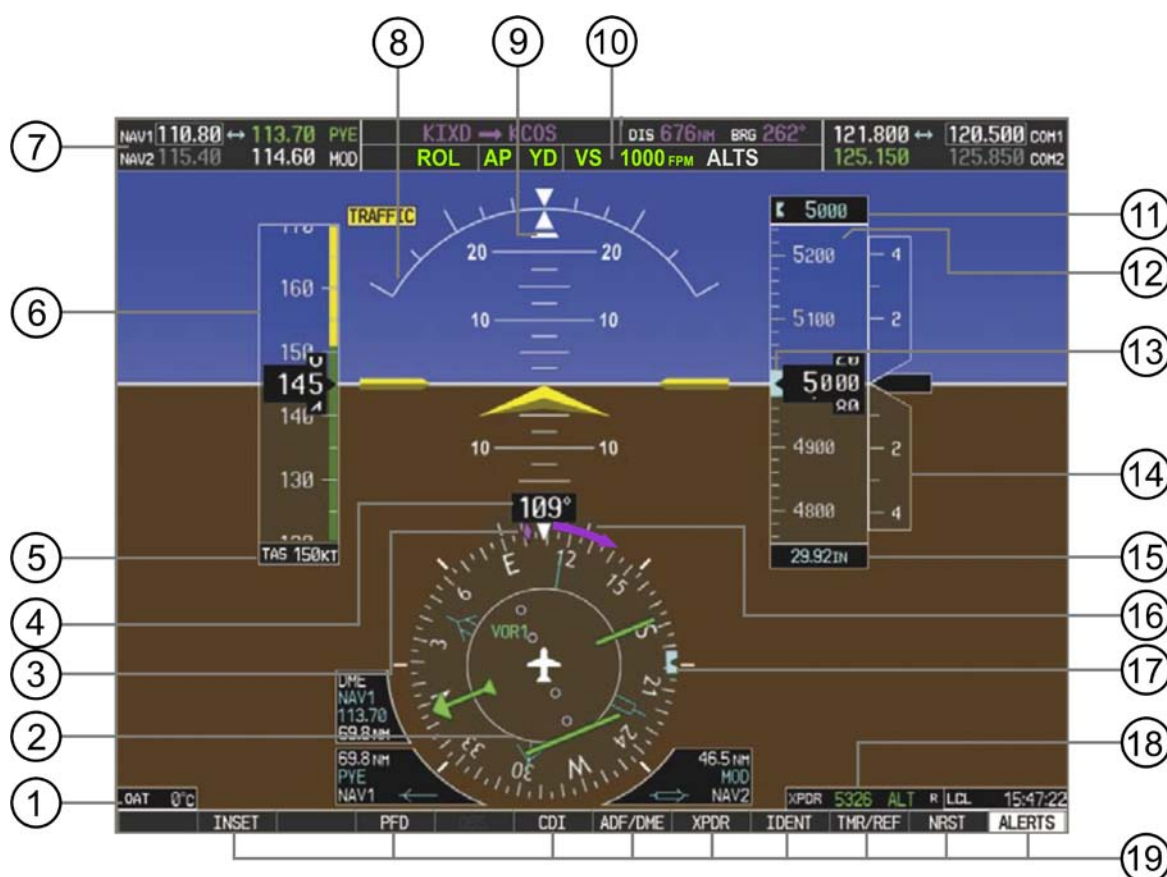 8 9 10
7
NAV1 110.80 ↔ 113.70 PYE KIXD → KCOS DIS 676NM BRG 262° 121.800 ↔ 120.500 COM1
NAV2 115.40 114.60 MOD ROL AP YD VS 1000 FPM ALTS 125.150 125.850 COM2
TRAFFIC
5000 11
20 20
5200 4 12
6 160
10 10
5100 2
150
13
145
5000
20
80
140
10 10
4900 2
130
14
109°
4800 4
5 TAS 150KT
29.92IN 15
E 12 15 S 21 24 W 30 33 3 6
16
4
VOR1
3
17
DME
NAV1
113.70
69.8NM
2
69.8NM
PYE
NAV1
46.5NM
MOD
NAV2
18
1 OAT 0°C
XPDR 5326 ALT R LCL 15:47:22
INSET PFD CDI ADF/DME XPDR IDENT TMR/REF NRST ALERTS
19